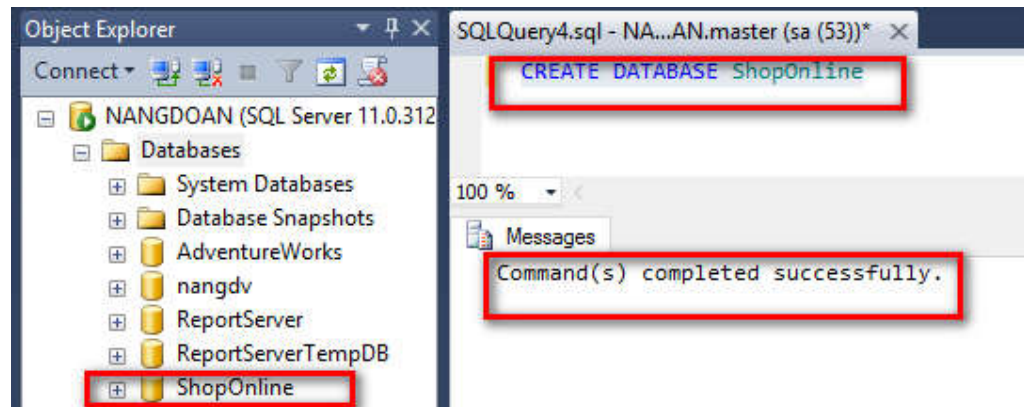 Object Explorer
Connect
NANGDOAN (SQL Server 11.0.312
Databases
System Databases
Database Snapshots
AdventureWorks
nangdv
ReportServer
ReportServerTempDB
ShopOnline
SQLQuery4.sql - NA...AN.master (sa (53))*
CREATE DATABASE ShopOnline
100 %
Messages
Command(s) completed successfully.